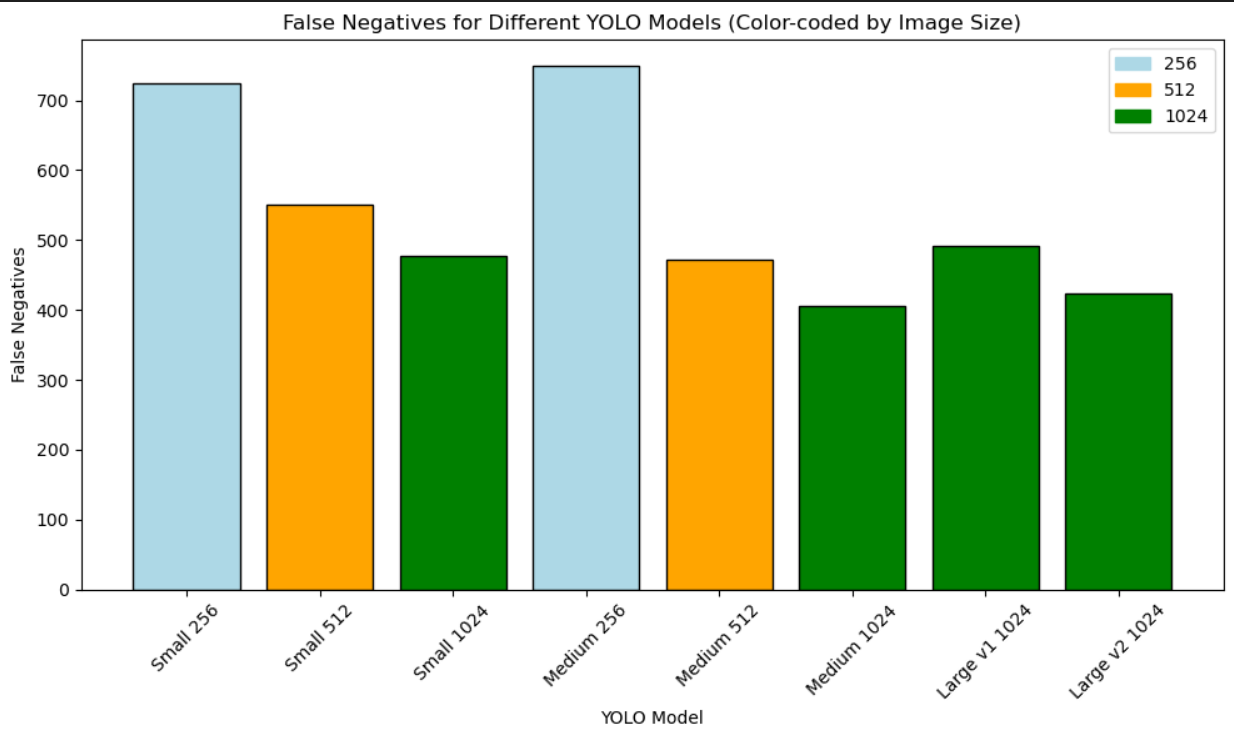 False Negatives for Different YOLO Models (Color-coded by Image Size)
256
512
1024
False Negatives
700
600
500
400
300
200
100
0
Small 256
Small 512
Small 1024
Medium 256
Medium 512
Medium 1024
Large v1 1024
Large v2 1024
YOLO Model